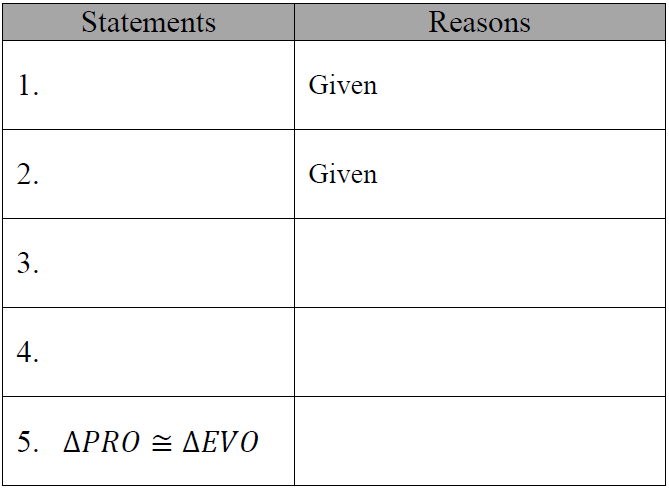 Statements Reasons
1. Given
2. Given
3.
4.
5. Δ𝑃𝑅𝑂 ≅ Δ𝐸𝑉𝑂